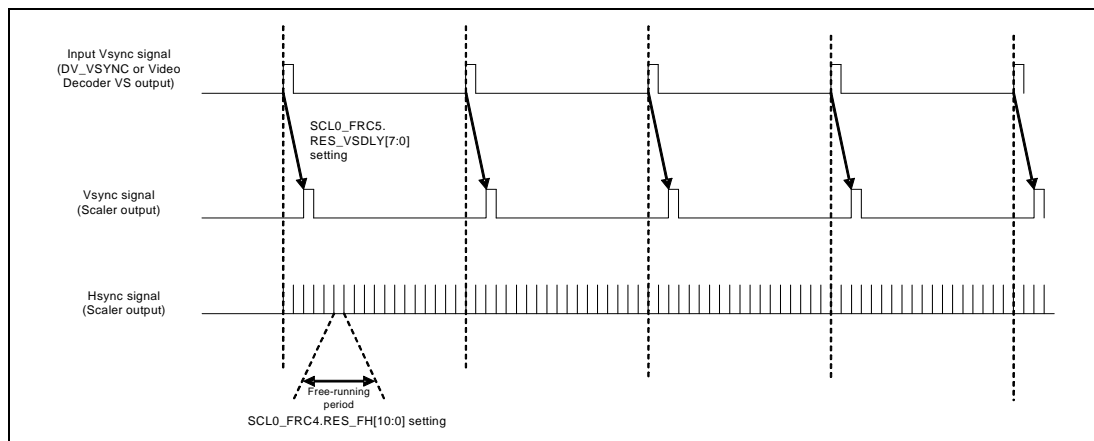 Input Vsync signal
(DV_VSYNC or Video
Decoder VS output)
SCL0_FRC5.
RES_VSDLY[7:0]
setting
Vsync signal
(Scaler output)
Hsync signal
(Scaler output)
Free-running
period
SCL0_FRC4.RES_FH[10:0] setting